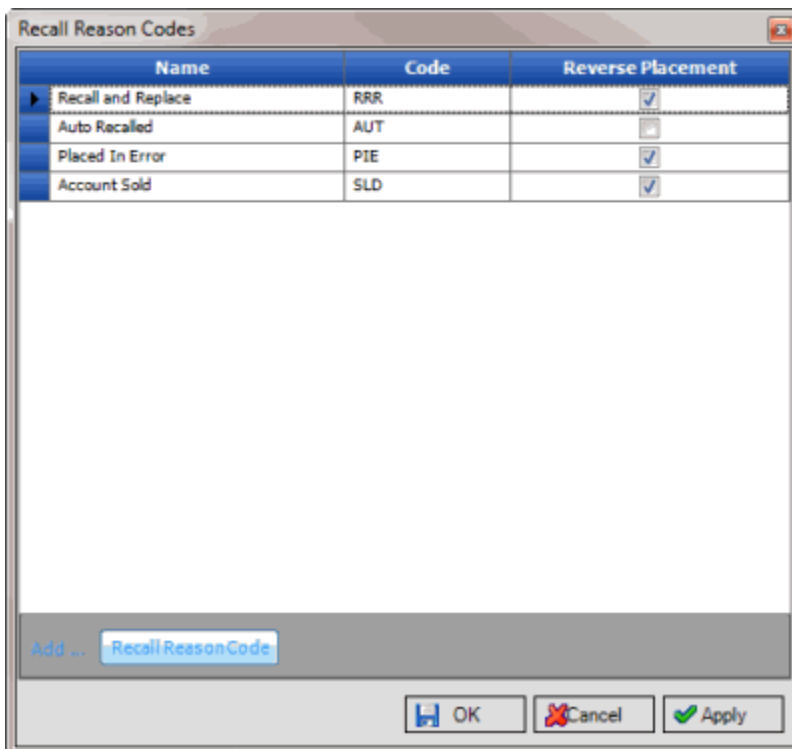 Recall Reason Codes
Name Code Reverse Placement
Recall and Replace RRR
Auto Recalled AUT
Placed In Error PIE
Account Sold SLD
Add ... Recall Reason Code
OK Cancel Apply